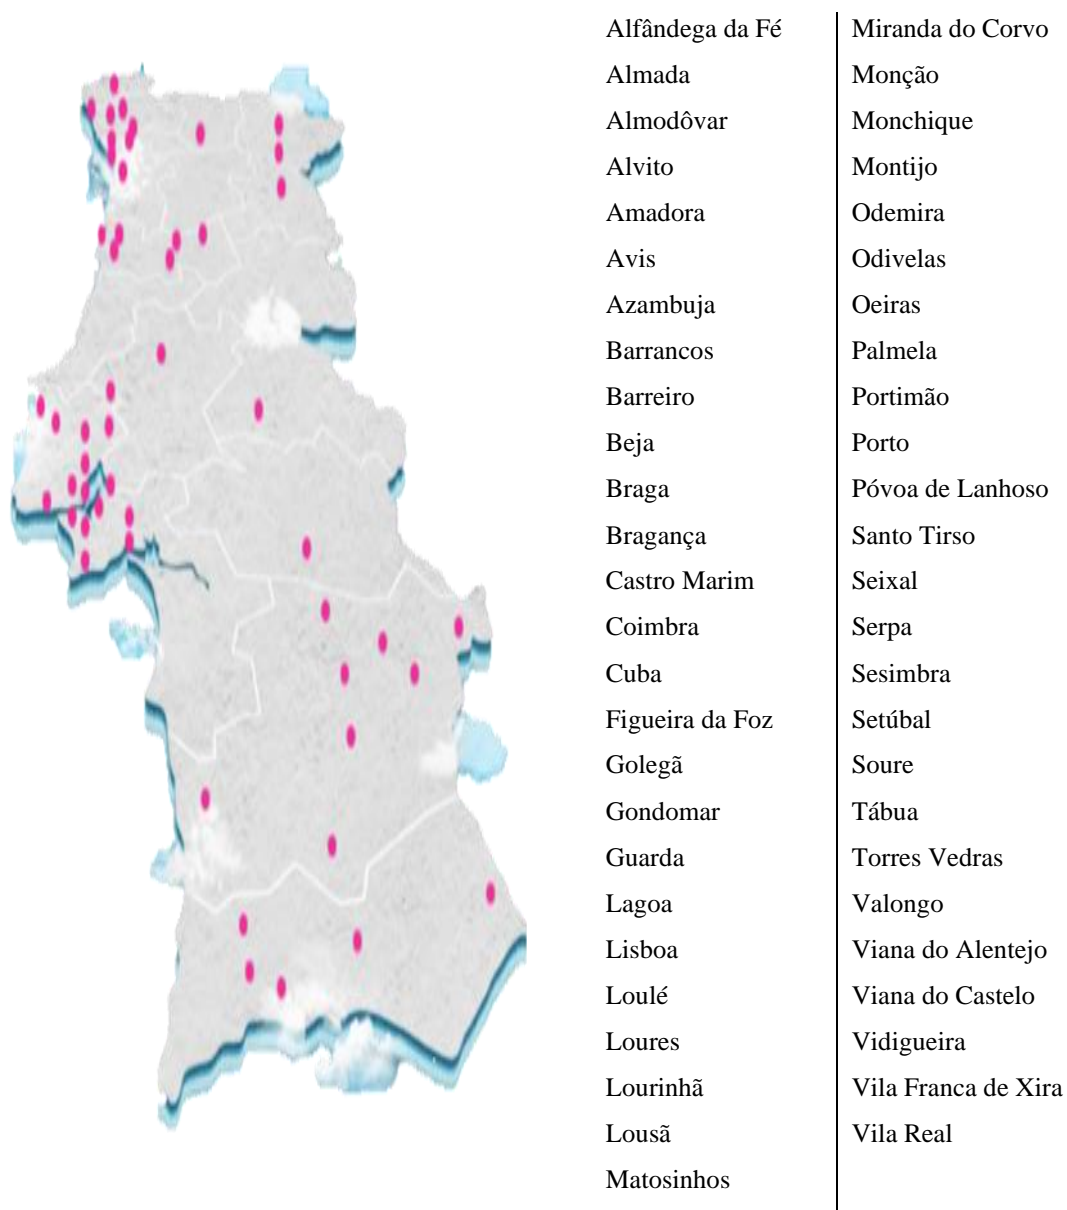 Alfândega da Fé
Almada
Almodôvar
Alvito
Amadora
Avis
Azambuja
Barrancos
Barreiro
Beja
Braga
Bragança
Castro Marim
Coimbra
Cuba
Figueira da Foz
Golegã
Gondomar
Guarda
Lagoa
Lisboa
Loulé
Loures
Lourinhã
Lousã
Matosinhos
Miranda do Corvo
Monção
Monchique
Montijo
Odemira
Odivelas
Oeiras
Palmela
Portimão
Porto
Póvoa de Lanhoso
Santo Tirso
Seixal
Serpa
Sesimbra
Setúbal
Soure
Tábua
Torres Vedras
Valongo
Viana do Alentejo
Viana do Castelo
Vidigueira
Vila Franca de Xira
Vila Real